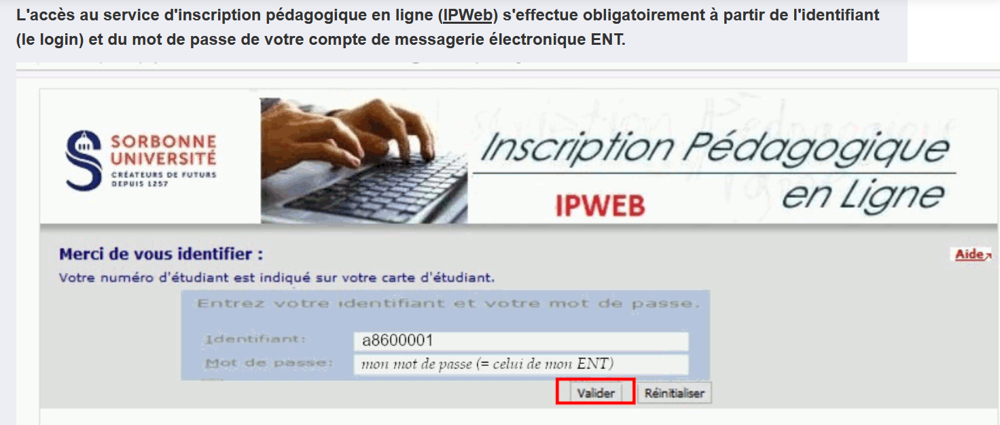 L'accès au service d'inscription pédagogique en ligne (IPWeb) s'effectue obligatoirement à partir de l'identifiant
(le login) et du mot de passe de votre compte de messagerie électronique ENT.
SORBONNE
UNIVERSITÉ
CRÉATEURS DE FUTURS
DEPUIS 1257
Inscription Pédagogique
en Ligne
IPWEB
Merci de vous identifier :
Aide
Votre numéro d'étudiant est indiqué sur votre carte d'étudiant.
Entrez votre identifiant et votre mot de passe.
Identifiant: a8600001
Mot de passe: mon mot de passe (= celui de mon ENT)
Valider Réinitialiser